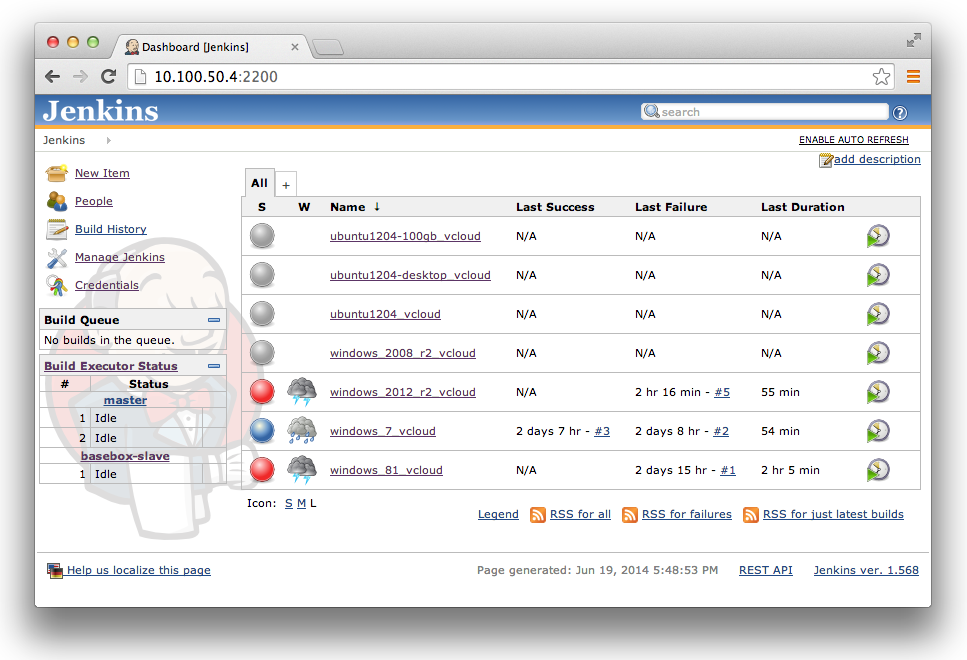 Dashboard [Jenkins]
10.100.50.4:2200
Jenkins
search
Jenkins
ENABLE AUTO REFRESH
add description
New Item
People
Build History
Manage Jenkins
Credentials
Build Queue
No builds in the queue.
Build Executor Status
# Status
master
1 Idle
2 Idle
basebox-slave
1 Idle
All +
S W Name ↓ Last Success Last Failure Last Duration
ubuntu1204-100gb_vcloud N/A N/A N/A
ubuntu1204-desktop_vcloud N/A N/A N/A
ubuntu1204_vcloud N/A N/A N/A
windows_2008_r2_vcloud N/A N/A N/A
windows_2012_r2_vcloud N/A 2 hr 16 min - #5 55 min
windows_7_vcloud 2 days 7 hr - #3 2 days 8 hr - #2 54 min
windows_81_vcloud N/A 2 days 15 hr - #1 2 hr 5 min
Icon: S M L
Legend RSS for all RSS for failures RSS for just latest builds
Help us localize this page
Page generated: Jun 19, 2014 5:48:53 PM REST API Jenkins ver. 1.568